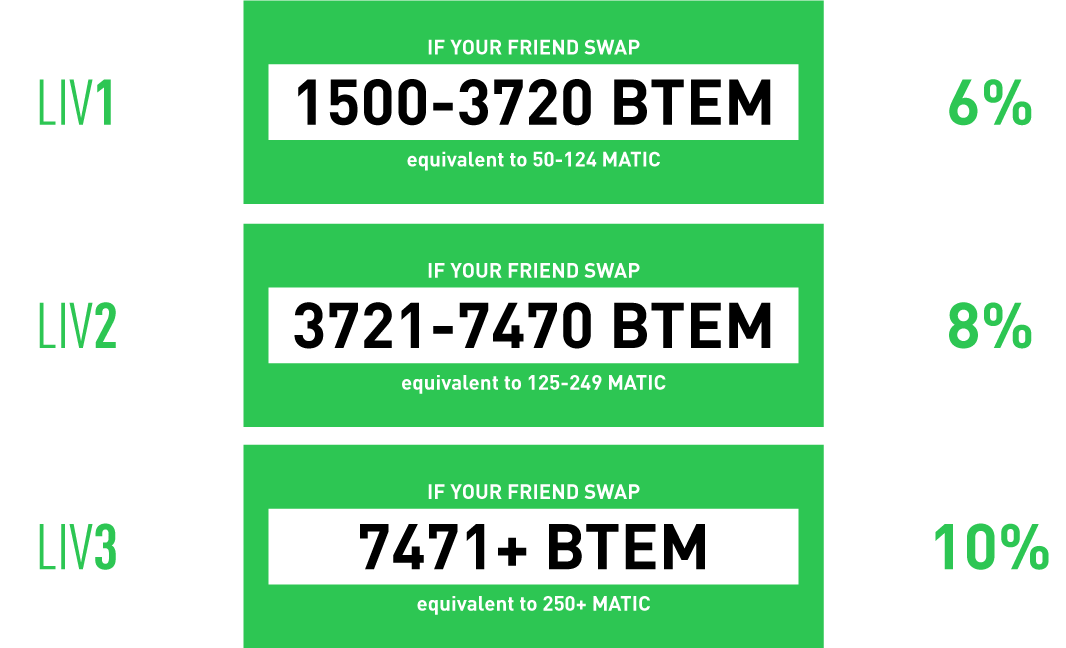 IF YOUR FRIEND SWAP
LIV1 1500-3720 BTEM 6%
equivalent to 50-124 MATIC
IF YOUR FRIEND SWAP
LIV2 3721-7470 BTEM 8%
equivalent to 125-249 MATIC
IF YOUR FRIEND SWAP
LIV3 7471+ BTEM 10%
equivalent to 250+ MATIC